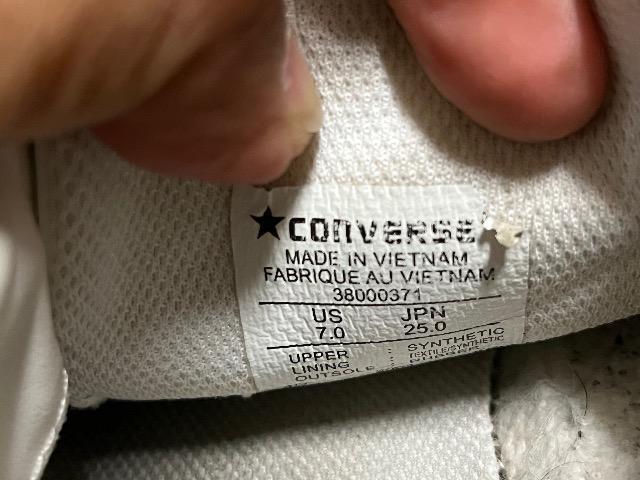 ★CONVERSE
MADE IN VIETNAM
FABRIQUE AU VIETNAM
38000371
US JPN
7.0 25.0
UPPER : SYNTHETIC
LINING : TEXTILE/SYNTHETIC
OUTSOLE : RUBBER